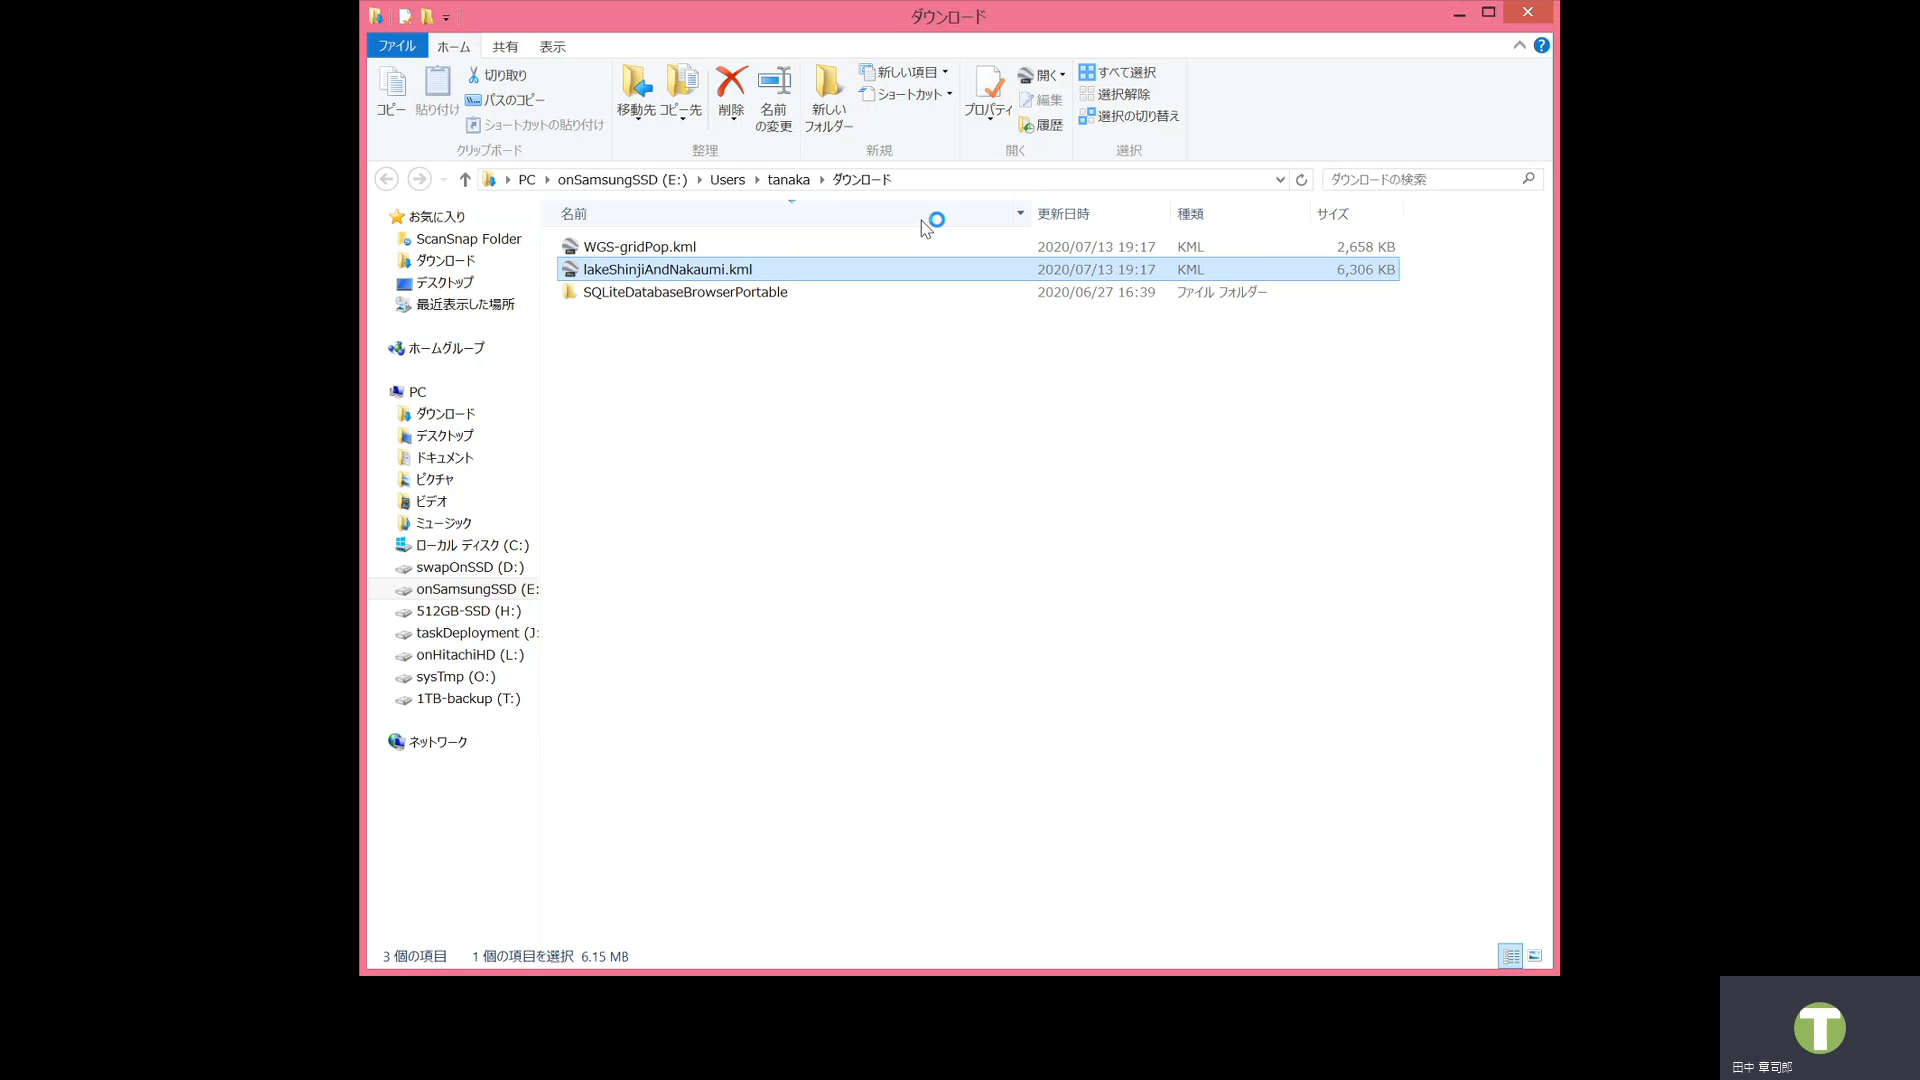 ダウンロード
ファイル ホーム 共有 表示
コピー 貼り付け 切り取り パスのコピー ショートカットの貼り付け
クリップボード
移動先 コピー先 削除 名前の変更
整理
新しいフォルダー 新しい項目 ショートカット
新規
プロパティ 開く 編集 履歴
開く
すべて選択 選択解除 選択の切り替え
選択
PC onSamsungSSD (E:) Users tanaka ダウンロード
ダウンロードの検索
お気に入り
ScanSnap Folder
ダウンロード
デスクトップ
最近表示した場所
ホームグループ
PC
ダウンロード
デスクトップ
ドキュメント
ピクチャ
ビデオ
ミュージック
ローカル ディスク (C:)
swapOnSSD (D:)
onSamsungSSD (E:
512GB-SSD (H:)
taskDeployment (J:
onHitachiHD (L:)
sysTmp (O:)
1TB-backup (T:)
ネットワーク
名前 更新日時 種類 サイズ
WGS-gridPop.kml 2020/07/13 19:17 KML 2,658 KB
lakeShinjiAndNakaumi.kml 2020/07/13 19:17 KML 6,306 KB
SQLiteDatabaseBrowserPortable 2020/06/27 16:39 ファイル フォルダー
3 個の項目 1 個の項目を選択 6.15 MB
T
田中 章司郎